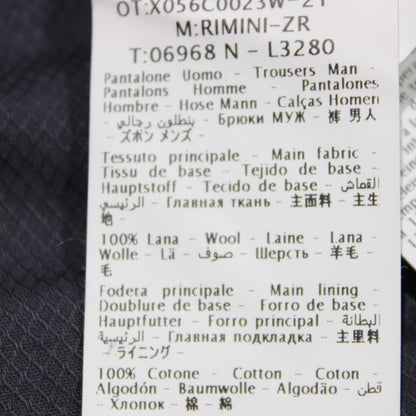 OT:X056C0023W-21
M:RIMINI-ZR
T:06968 N - L3280
Pantalone Uomo - Trousers Man -
Pantalons Homme - Pantalones
Hombre - Hose Mann - Calças Homem
- بنطلون رجالي - Брюки МУЖ - 裤 男人
- ズボン メンズ -
Tessuto principale - Main fabric -
Tissu de base - Tejido de base -
Hauptstoff - Tecido de base - القماش
الرئيسي - Главная ткань - 主面料 - 主生
地 -
100% Lana - Wool - Laine - Lana -
Wolle - Lã - صوف - Шерсть - 羊毛 -
毛
Fodera principale - Main lining -
Doublure de base - Forro de base -
Hauptfutter - Forro principal - البطانة
الرئيسية - Главная подкладка - 主里料
- ライニング -
100% Cotone - Cotton - Coton -
Algodón - Baumwolle - Algodão - قطن
- Хлопок - 棉 - 綿